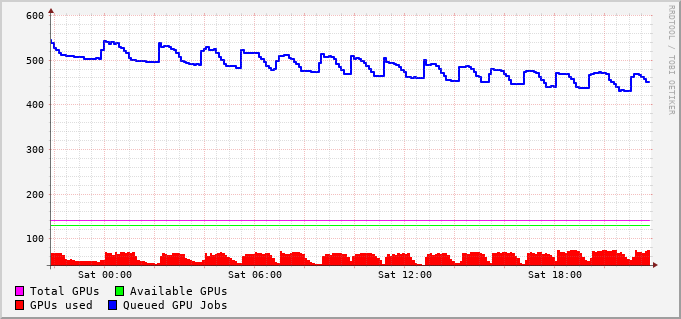 600
500
400
300
200
100
Sat 00:00 Sat 06:00 Sat 12:00 Sat 18:00
Total GPUs Available GPUs
GPUs used Queued GPU Jobs
RRDTOOL / TOBI OETIKER